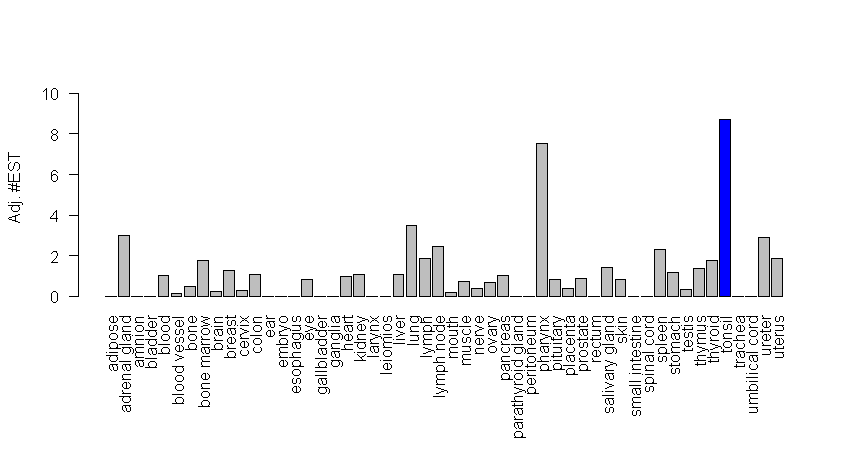 10
8
6
4
2
0
Adj. #EST
adipose
adrenal gland
amnion
bladder
blood
blood vessel
bone
bone marrow
brain
breast
cervix
colon
ear
embryo
esophagus
eye
gallbladder
ganglia
heart
kidney
larynx
leiomios
liver
lung
lymph
lymph node
mouth
muscle
nerve
ovary
pancreas
parathyroid gland
peritoneum
pharynx
pituitary
placenta
prostate
rectum
salivary gland
skin
small intestine
spinal cord
spleen
stomach
testis
thymus
thyroid
tonsil
trachea
umbilical cord
ureter
uterus